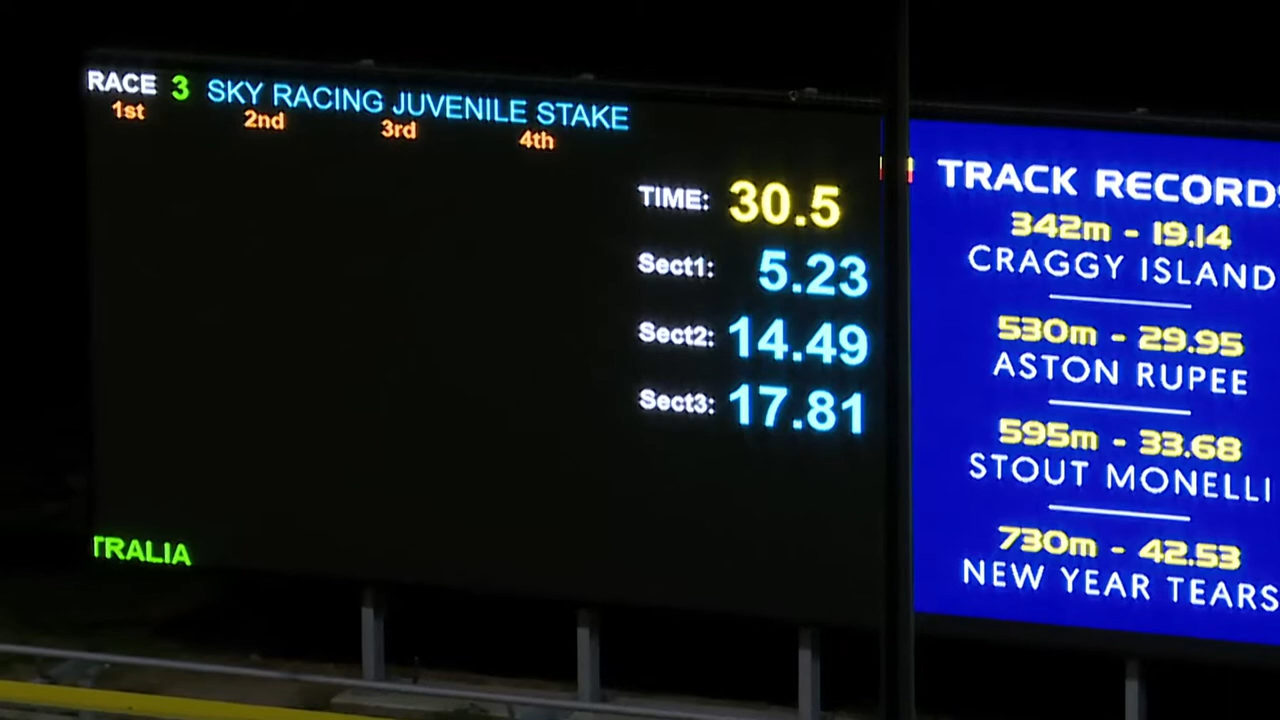 RACE 3 SKY RACING JUVENILE STAKE
1st 2nd 3rd 4th
TIME: 30.5
Sect1: 5.23
Sect2: 14.49
Sect3: 17.81
TRALIA
TRACK RECORDS
342m - 19.14
CRAGGY ISLAND
530m - 29.95
ASTON RUPEE
595m - 33.68
STOUT MONELLI
730m - 42.53
NEW YEAR TEARS